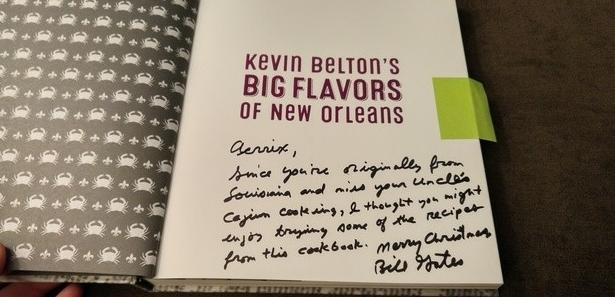 Kevin Belton's
BIG FLAVORS
OF New Orleans
Aerrix,
Since you're originally from
Louisiana and miss your Uncle's
Cajun cooking, I thought you might
enjoy trying some of the recipes
from this cookbook. Merry Christmas
Bill Gates